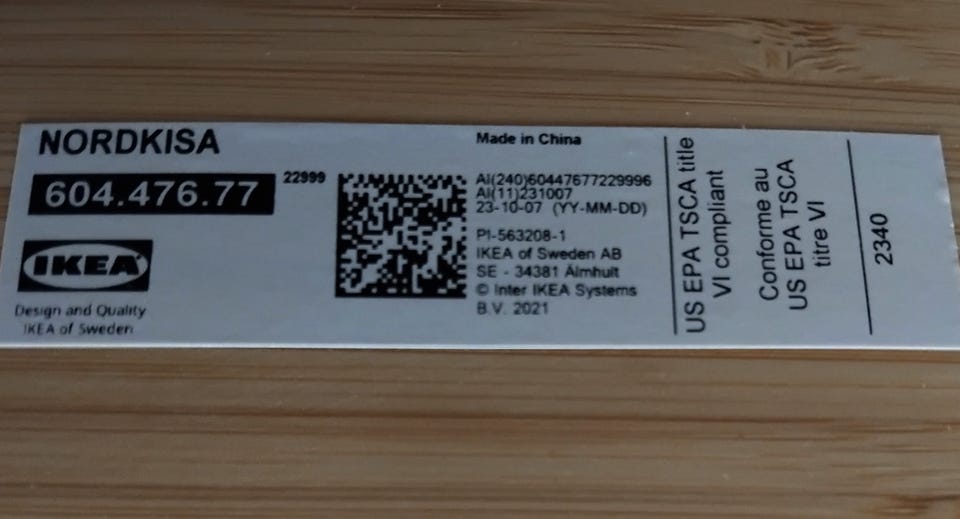 NORDKISA
604.476.77
22999
IKEA
Design and Quality
IKEA of Sweden
Made in China
AI(240)60447677229996
AI(11)231007
23-10-07 (YY-MM-DD)
PI-563208-1
IKEA of Sweden AB
SE - 34381 Älmhult
© Inter IKEA Systems
B.V. 2021
US EPA TSCA title
VI compliant
Conforme au
US EPA TSCA
titre VI
2340